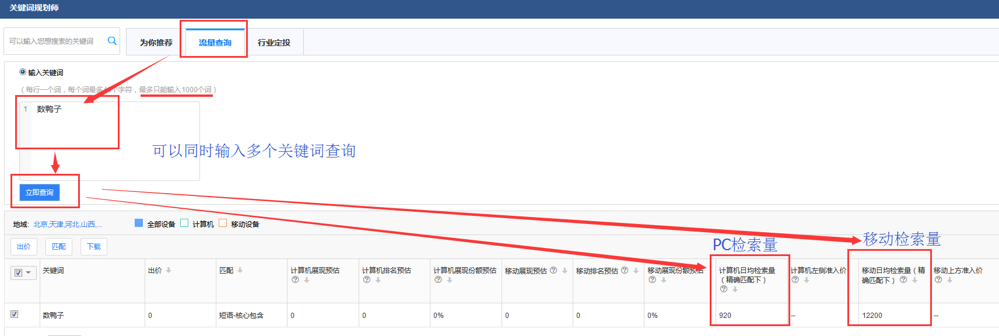 关键词规划师
可以输入您想搜索的关键词
为你推荐
流量查询
行业定投
输入关键词
(每行一个词，每个词最多40个字符，最多只能输入1000个词)
1 数鸭子
可以同时输入多个关键词查询
立即查询
地域: 北京,天津,河北,山西,... 全部设备 计算机 移动设备
出价 匹配 下载
PC检索量
移动检索量
关键词
出价
匹配
计算机展现预估
计算机排名预估
计算机展现份额预估
移动展现预估
移动排名预估
移动展现份额预估
计算机日均检索量
(精确匹配下)
计算机左侧准入价
移动日均检索量(精
确匹配下)
移动上方准入价
数鸭子 0 短语-核心包含 0 0 0% 0 0 0% 920 -- 12200 --